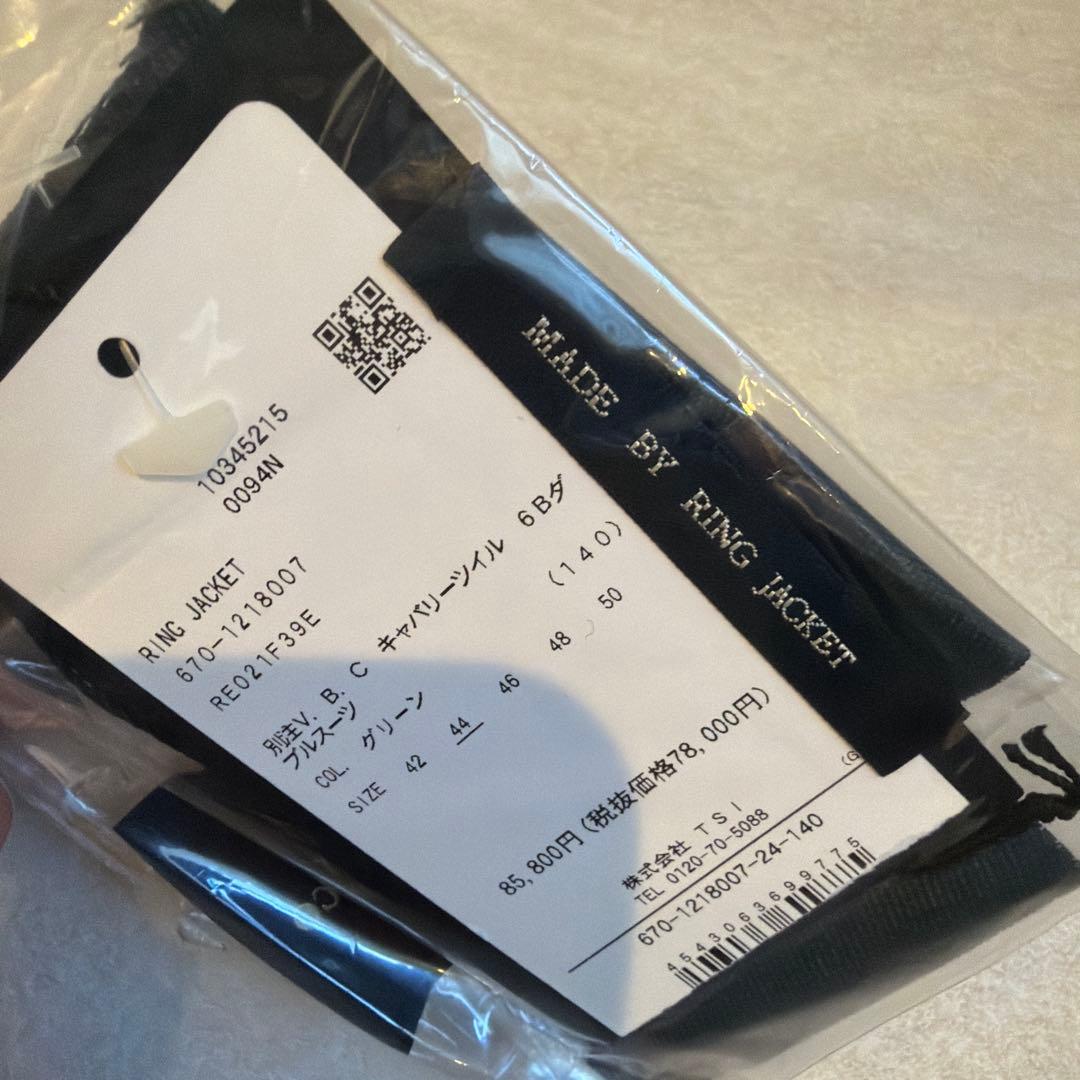 10345215
0094N
RING JACKET
670-1218007
RE021F39E
別注V.B.C キャバリーツイル 6Bダ
ブルスーツ
COL. グリーン (140)
SIZE 42 44 46 48 50
85,800円(税抜価格78,000円)
(G
株式会社 TSI
TEL 0120-70-5088
670-1218007-24-140
4543063699775
MADE BY RING JACKET